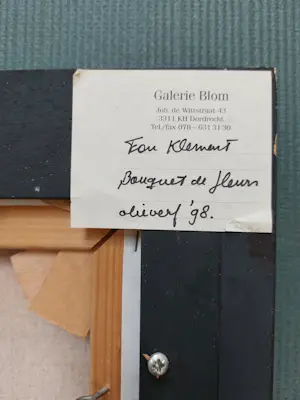 Galerie Blom
Joh. de Wittstraat 43
3311 KH Dordrecht
Tel./fax 078 - 631 31 30
Fon Klement
Bouquet de fleurs
olieverf '98.